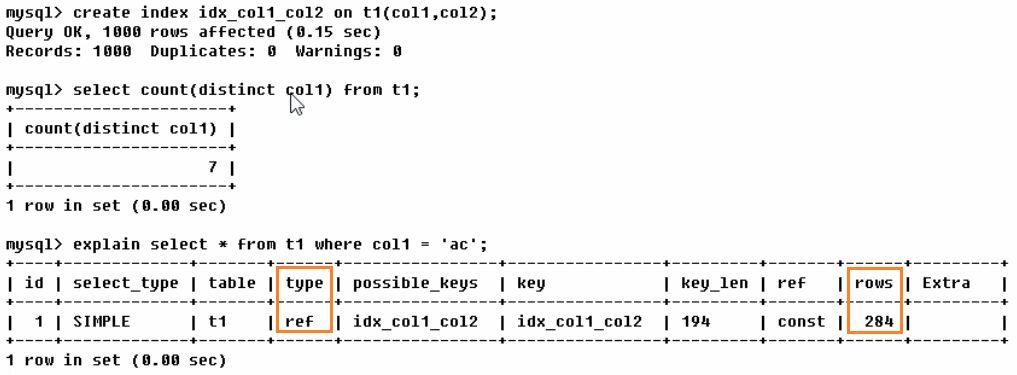 mysql> create index idx_col1_col2 on t1(col1,col2);
Query OK, 1000 rows affected (0.15 sec)
Records: 1000  Duplicates: 0  Warnings: 0
mysql> select count(distinct col1) from t1;
+----------------------+
| count(distinct col1) |
+----------------------+
|                    7 |
+----------------------+
1 row in set (0.00 sec)
mysql> explain select * from t1 where col1 = 'ac';
+----+-------------+-------+------+---------------+---------------+---------+-------+------+-------+
| id | select_type | table | type | possible_keys | key           | key_len | ref   | rows | Extra |
+----+-------------+-------+------+---------------+---------------+---------+-------+------+-------+
|  1 | SIMPLE      | t1    | ref  | idx_col1_col2 | idx_col1_col2 | 194     | const |  284 |       |
+----+-------------+-------+------+---------------+---------------+---------+-------+------+-------+
1 row in set (0.00 sec)